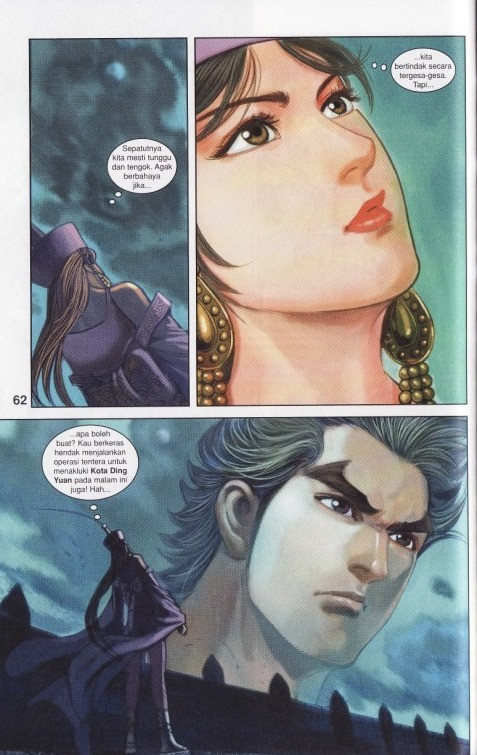 Sepatutnya
kita mesti tunggu
dan tengok. Agak
berbahaya
jika...
...kita
bertindak secara
tergesa-gesa.
Tapi...
62
...apa boleh
buat? Kau berkeras
hendak menjalankan
operasi tentera untuk
menakluki Kota Ding
Yuan pada malam ini
juga! Hah...